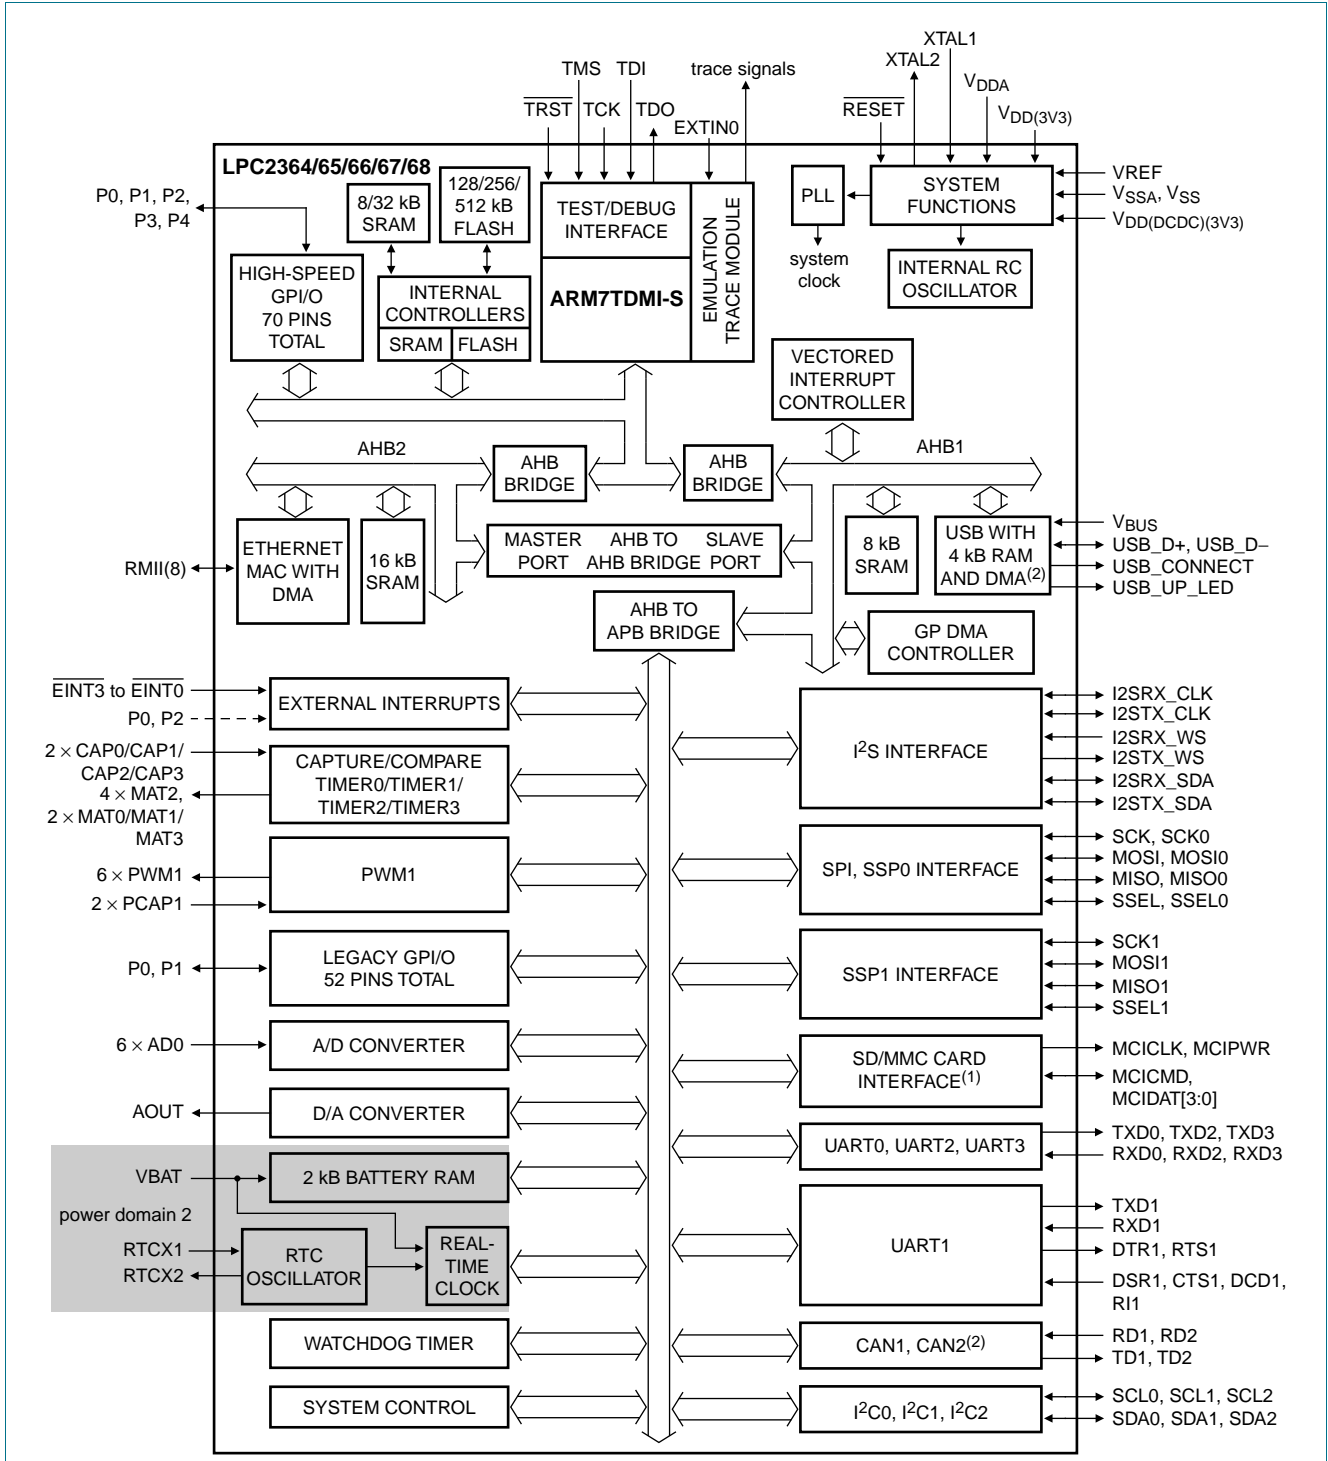 XTAL1
XTAL2
TMS TDI
trace signals
VDDA
TRST TCK TDO
RESET
VDD(3V3)
EXTIN0
LPC2364/65/66/67/68
P0, P1, P2,
P3, P4
8/32 kB
SRAM
128/256/
512 kB
FLASH
TEST/DEBUG
INTERFACE
EMULATION
TRACE MODULE
PLL
SYSTEM
FUNCTIONS
VREF
VSSA, VSS
VDD(DCDC)(3V3)
system
clock
HIGH-SPEED
GPI/O
70 PINS
TOTAL
INTERNAL
CONTROLLERS
SRAM FLASH
ARM7TDMI-S
INTERNAL RC
OSCILLATOR
VECTORED
INTERRUPT
CONTROLLER
AHB2
AHB
BRIDGE
AHB
BRIDGE
AHB1
ETHERNET
MAC WITH
DMA
16 kB
SRAM
MASTER
PORT
AHB TO
AHB BRIDGE
SLAVE
PORT
8 kB
SRAM
USB WITH
4 kB RAM
AND DMA(2)
VBUS
USB_D+, USB_D−
USB_CONNECT
USB_UP_LED
RMII(8)
AHB TO
APB BRIDGE
GP DMA
CONTROLLER
EINT3 to EINT0
P0, P2
EXTERNAL INTERRUPTS
2 × CAP0/CAP1/
CAP2/CAP3
4 × MAT2,
2 × MAT0/MAT1/
MAT3
CAPTURE/COMPARE
TIMER0/TIMER1/
TIMER2/TIMER3
6 × PWM1
2 × PCAP1
PWM1
P0, P1
LEGACY GPI/O
52 PINS TOTAL
6 × AD0
A/D CONVERTER
AOUT
D/A CONVERTER
VBAT
2 kB BATTERY RAM
power domain 2
RTCX1
RTCX2
RTC
OSCILLATOR
REAL-
TIME
CLOCK
WATCHDOG TIMER
SYSTEM CONTROL
I2S INTERFACE
I2SRX_CLK
I2STX_CLK
I2SRX_WS
I2STX_WS
I2SRX_SDA
I2STX_SDA
SPI, SSP0 INTERFACE
SCK, SCK0
MOSI, MOSI0
MISO, MISO0
SSEL, SSEL0
SSP1 INTERFACE
SCK1
MOSI1
MISO1
SSEL1
SD/MMC CARD
INTERFACE(1)
MCICLK, MCIPWR
MCICMD,
MCIDAT[3:0]
UART0, UART2, UART3
TXD0, TXD2, TXD3
RXD0, RXD2, RXD3
UART1
TXD1
RXD1
DTR1, RTS1
DSR1, CTS1, DCD1,
RI1
CAN1, CAN2(2)
RD1, RD2
TD1, TD2
I2C0, I2C1, I2C2
SCL0, SCL1, SCL2
SDA0, SDA1, SDA2